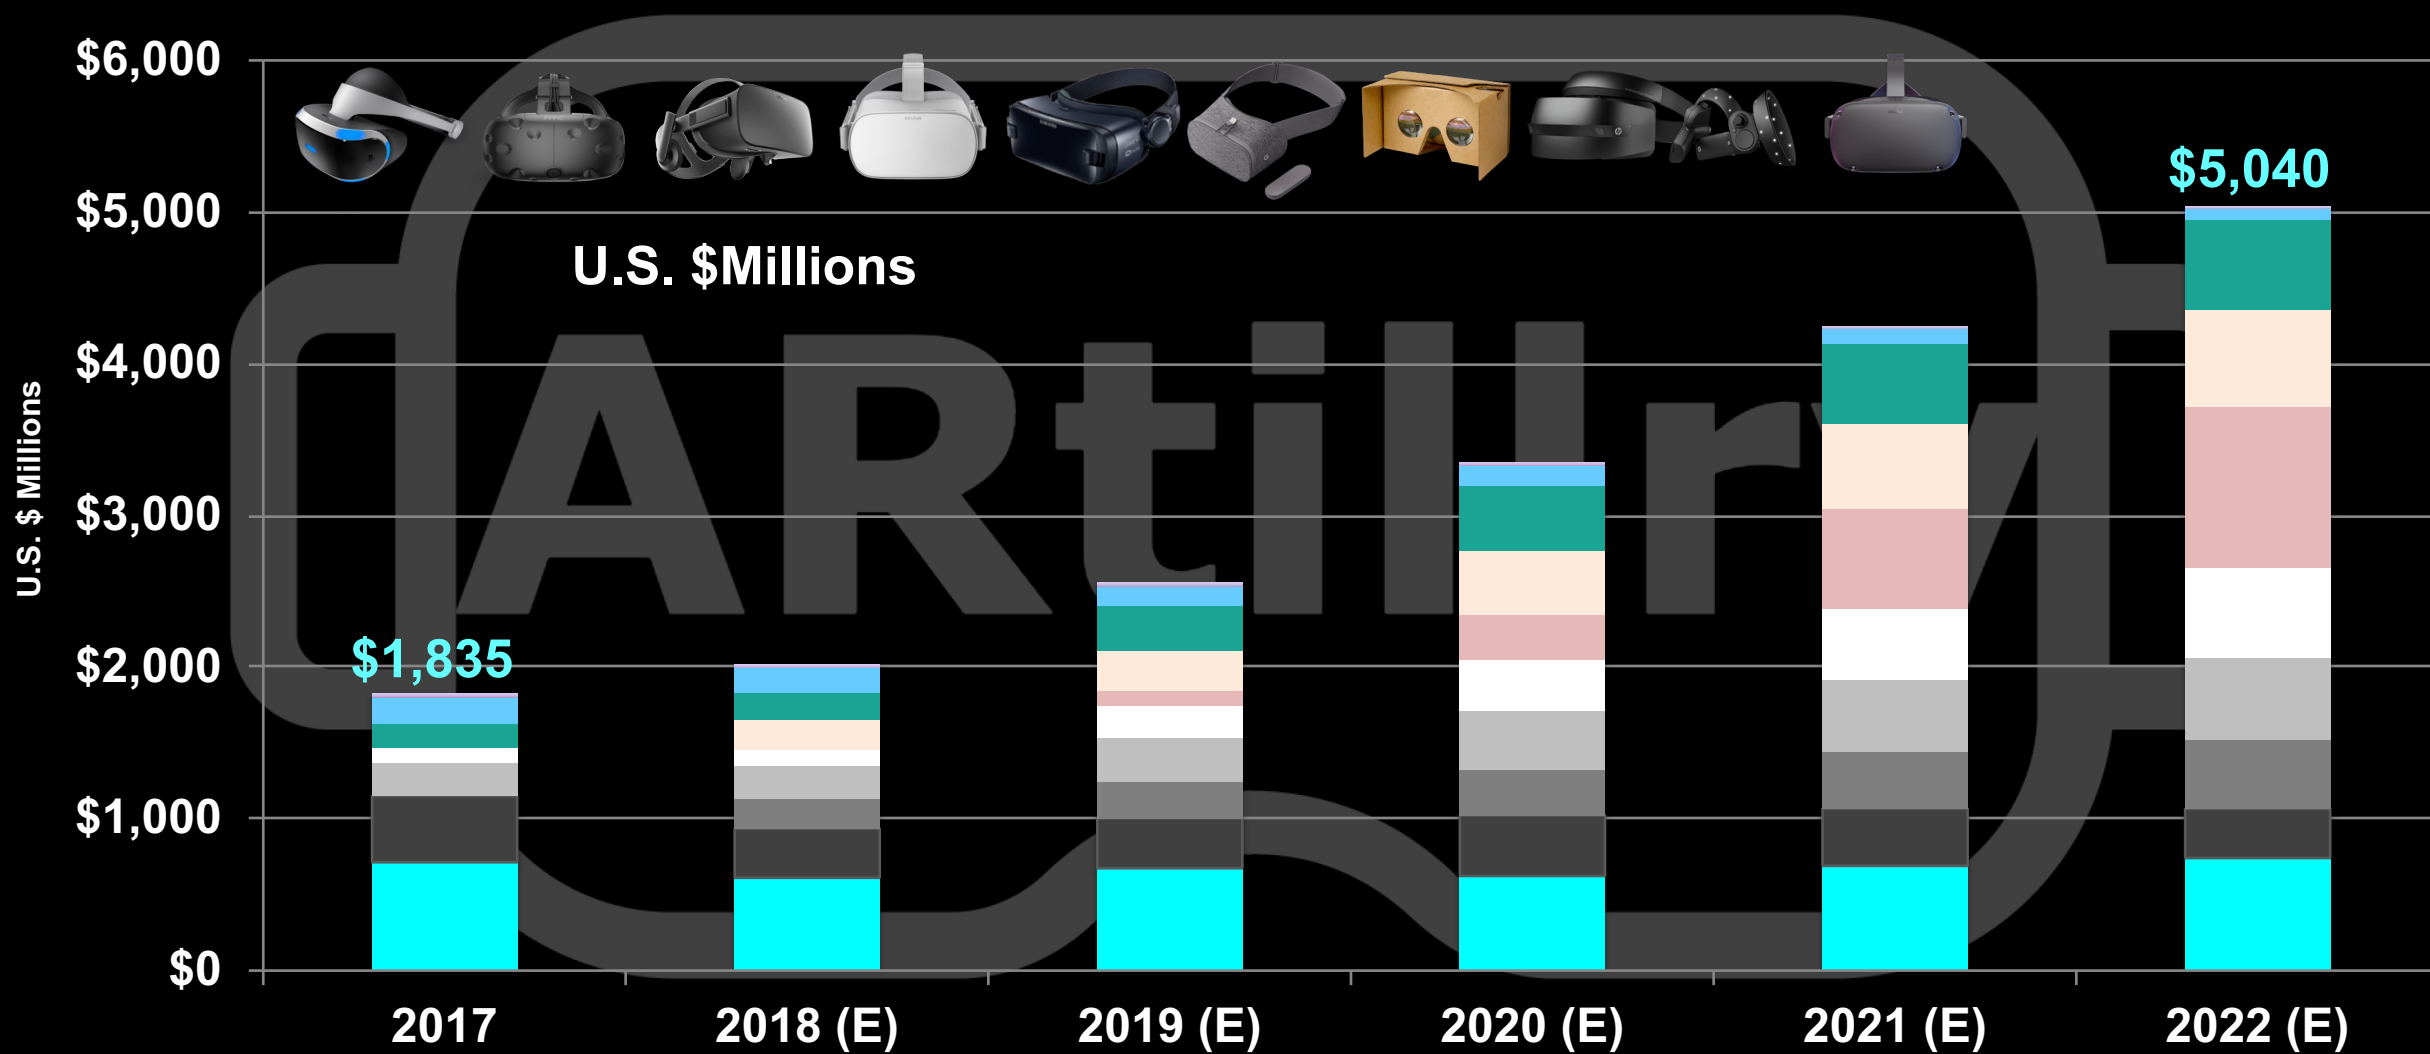 $6,000
$5,000
$4,000
$3,000
$2,000
$1,000
$0
U.S. $ Millions
U.S. $Millions
ARtillry
$1,835
$5,040
2017
2018 (E)
2019 (E)
2020 (E)
2021 (E)
2022 (E)